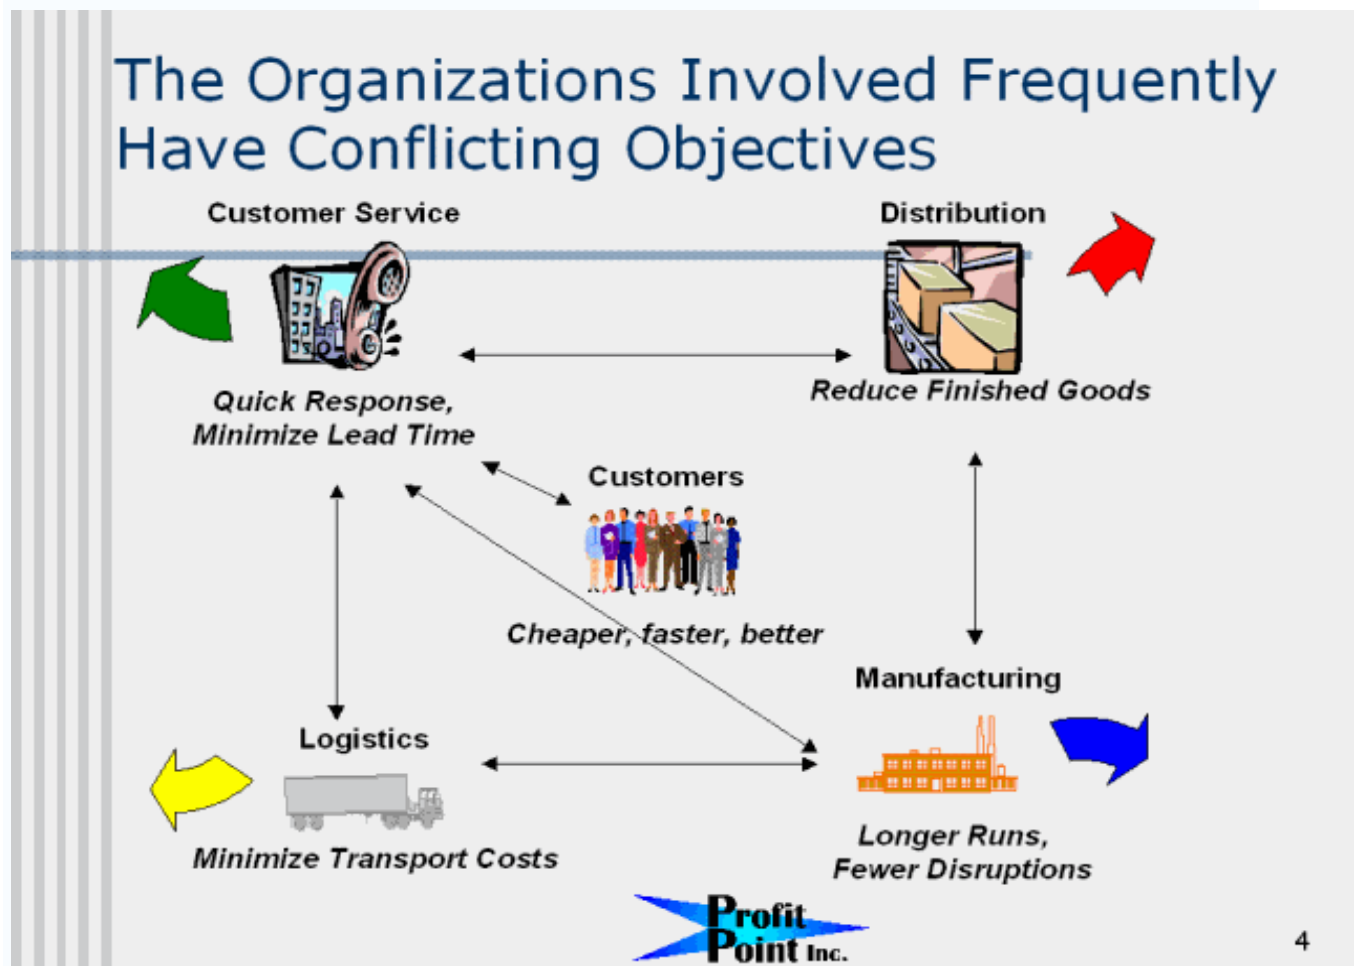 The Organizations Involved Frequently
Have Conflicting Objectives
Customer Service
Distribution
Quick Response,
Minimize Lead Time
Reduce Finished Goods
Customers
Cheaper, faster, better
Manufacturing
Logistics
Longer Runs,
Fewer Disruptions
Minimize Transport Costs
Profit
Point Inc.
4